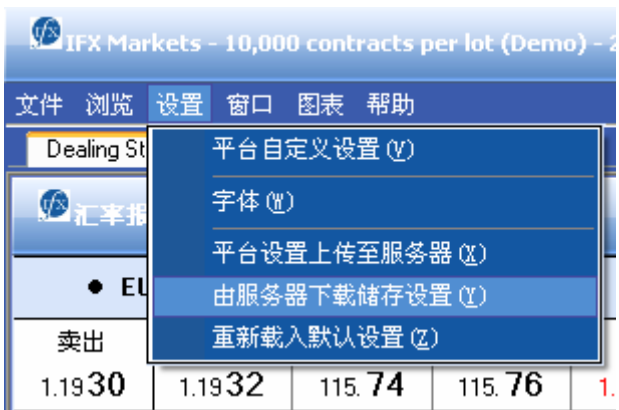 IFX Markets - 10,000 contracts per lot (Demo) - 2
文件 浏览 设置 窗口 图表 帮助
Dealing St
平台自定义设置(V)
字体(W)
汇率报
平台设置上传至服务器(X)
● EU
由服务器下载储存设置(Y)
卖出
重新载入默认设置(Z)
1.1930 1.1932 115.74 115.76 1.